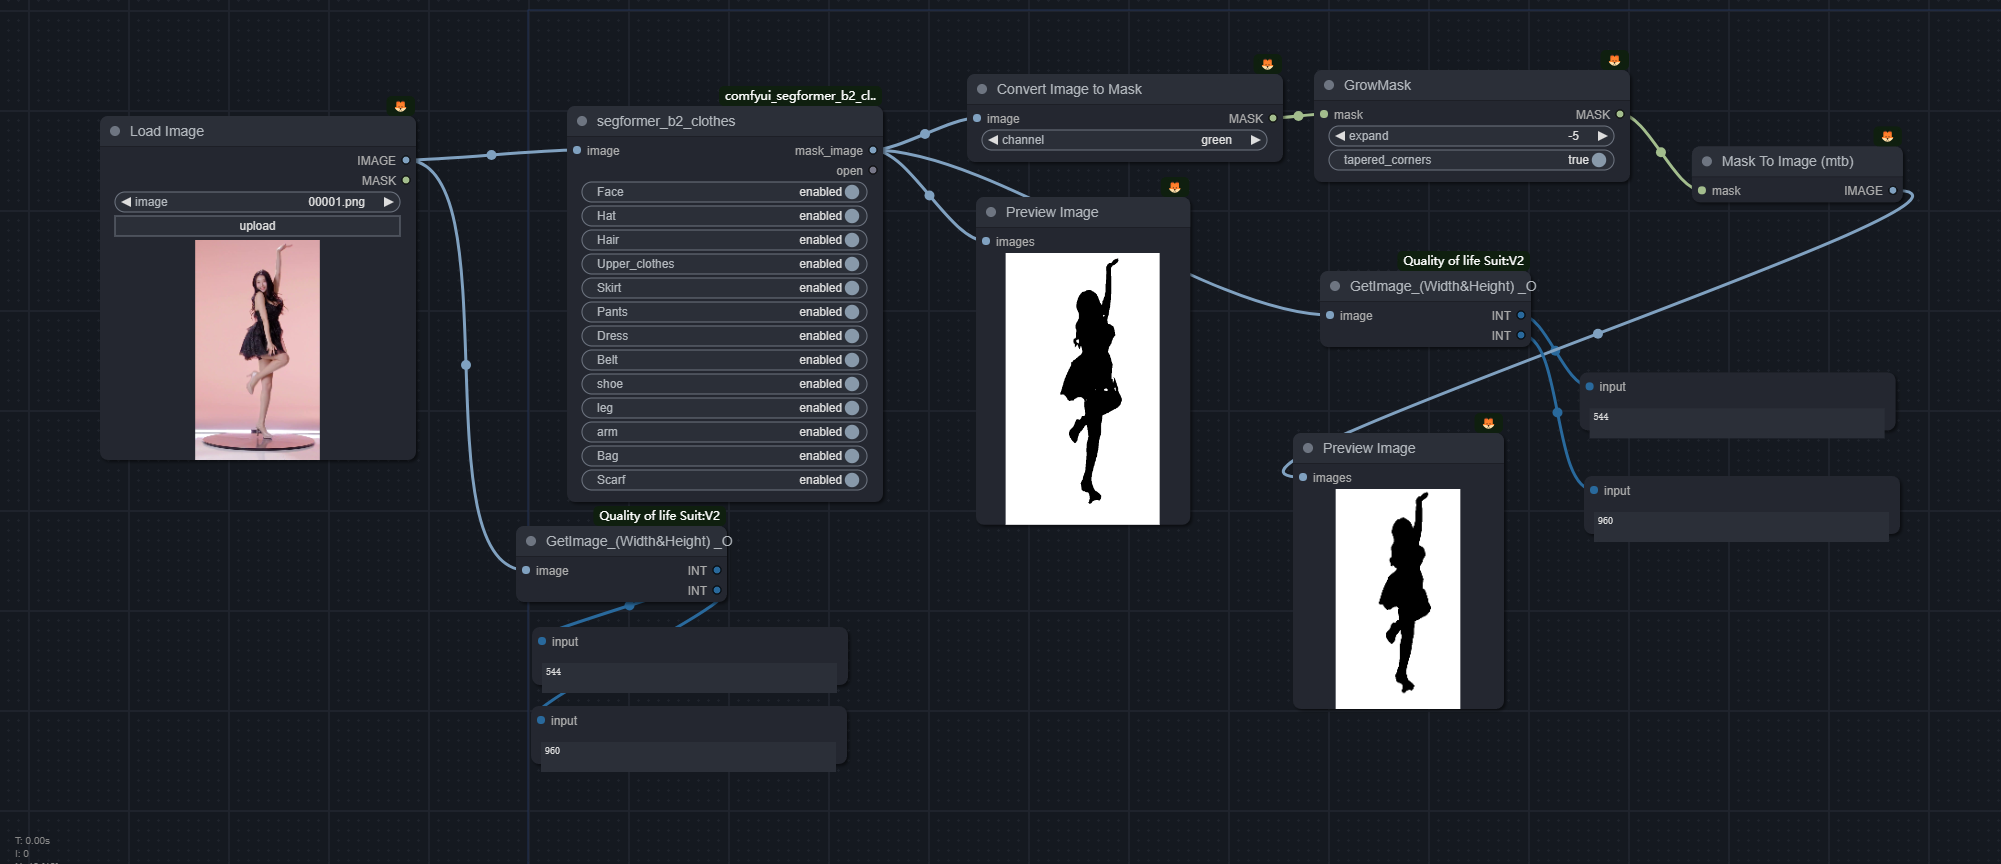 Load Image
IMAGE
MASK
image 00001.png
upload
comfyui_segformer_b2_cl..
segformer_b2_clothes
image mask_image
open
Face enabled
Hat enabled
Hair enabled
Upper_clothes enabled
Skirt enabled
Pants enabled
Dress enabled
Belt enabled
shoe enabled
leg enabled
arm enabled
Bag enabled
Scarf enabled
Quality of life Suit:V2
GetImage_(Width&Height) _O
image INT
INT
input
544
input
960
Convert Image to Mask
image MASK
channel green
Preview Image
images
GrowMask
mask MASK
expand -5
tapered_corners true
Mask To Image (mtb)
mask IMAGE
Quality of life Suit:V2
GetImage_(Width&Height) _O
image INT
INT
input
544
input
960
Preview Image
images
T: 0.00s
I: 0